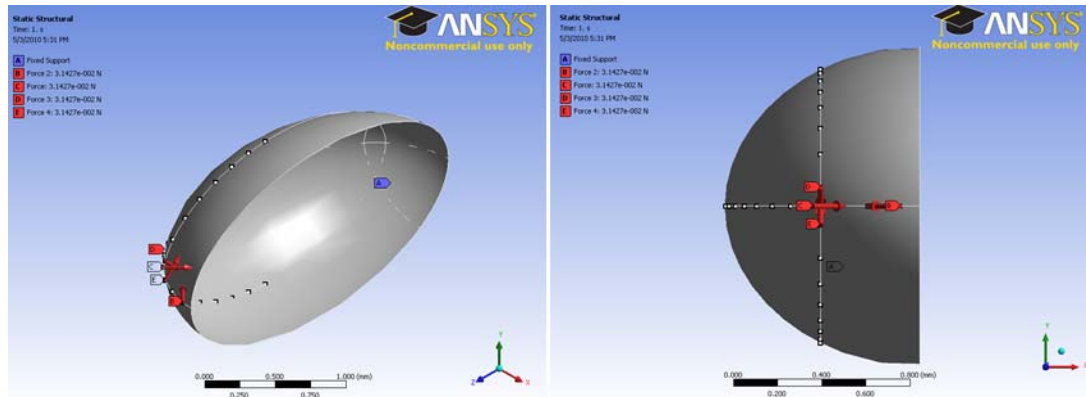 Static Structural
Time: 1. s
5/3/2010 5:31 PM
A Fixed Support
B Force 2: 3.1427e-002 N
C Force: 3.1427e-002 N
D Force 3: 3.1427e-002 N
E Force 4: 3.1427e-002 N
ANSYS
Noncommercial use only
A
D
C
E
B
0.000 0.500 1.000 (mm)
0.250 0.750
Y
Z X
Static Structural
Time: 1. s
5/3/2010 5:31 PM
A Fixed Support
B Force 2: 3.1427e-002 N
C Force: 3.1427e-002 N
D Force 3: 3.1427e-002 N
E Force 4: 3.1427e-002 N
ANSYS
Noncommercial use only
D
C B
E
A
0.000 0.400 0.800 (mm)
0.200 0.600
Y
X